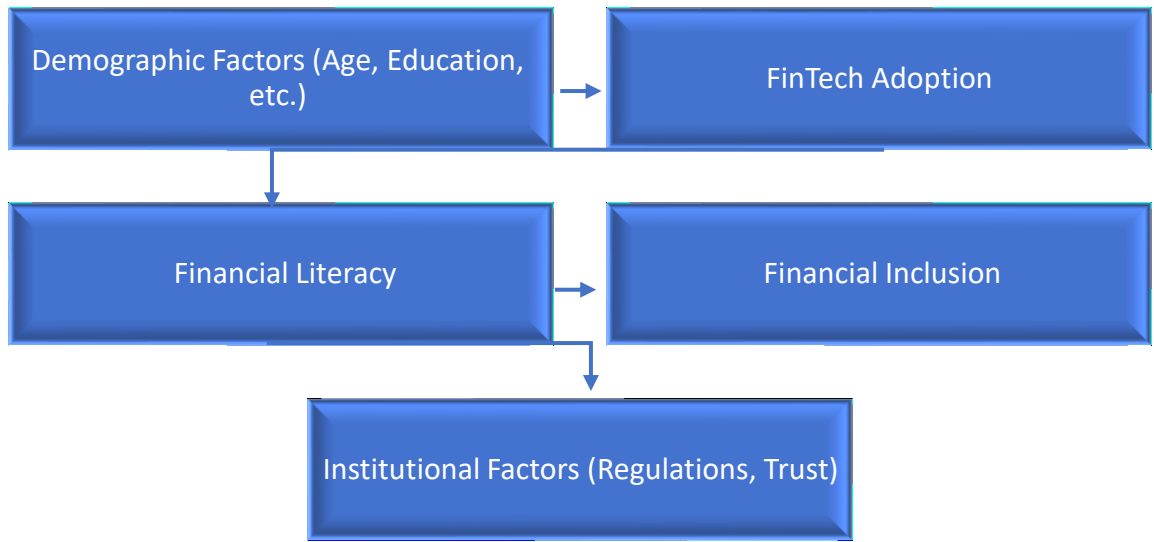 Demographic Factors (Age, Education,
etc.)
FinTech Adoption
Financial Literacy
Financial Inclusion
Institutional Factors (Regulations, Trust)